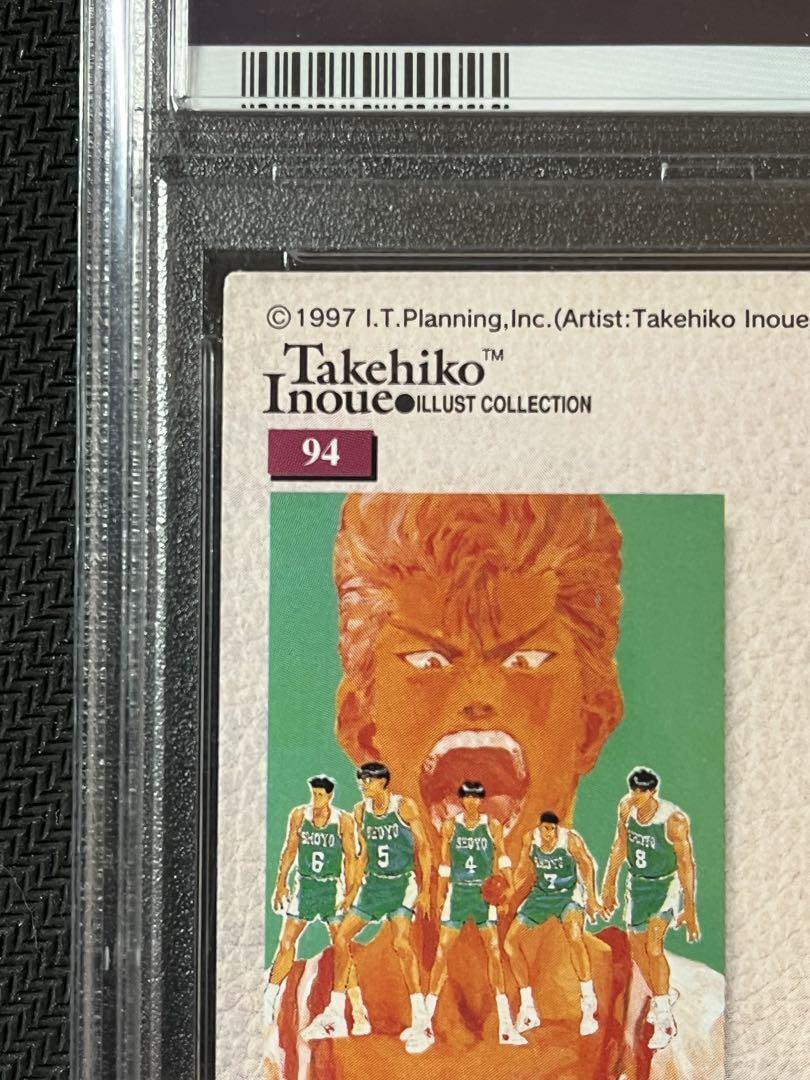 ©1997 I.T.Planning,Inc.(Artist:Takehiko Inoue
Takehiko™
Inoue●ILLUST COLLECTION
94
SHOYO
6
SHOYO
5
SHOYO
4
SHOYO
7
SHOYO
8